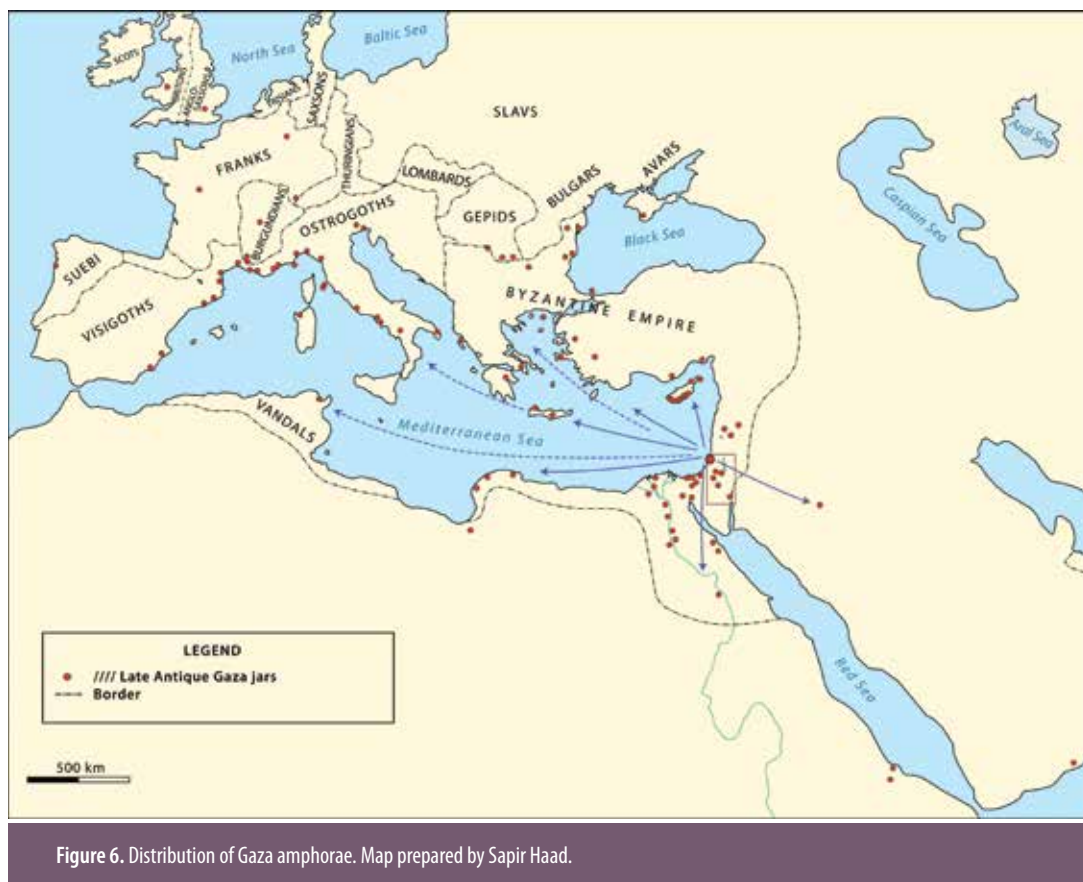 North Sea
Baltic Sea
SCOTS
SAXSONS
SLAVS
Aral Sea
FRANKS
THURINGIANS
LOMBARDS
BULGARS
AVARS
Caspian Sea
BURGUNDIANS
OSTROGOTHS
GEPIDS
Black Sea
SUEBI
VISIGOTHS
BYZANTINE EMPIRE
VANDALS
Mediterranean Sea
Red Sea
LEGEND
//// Late Antique Gaza jars
Border
500 km
Figure 6. Distribution of Gaza amphorae. Map prepared by Sapir Haad.